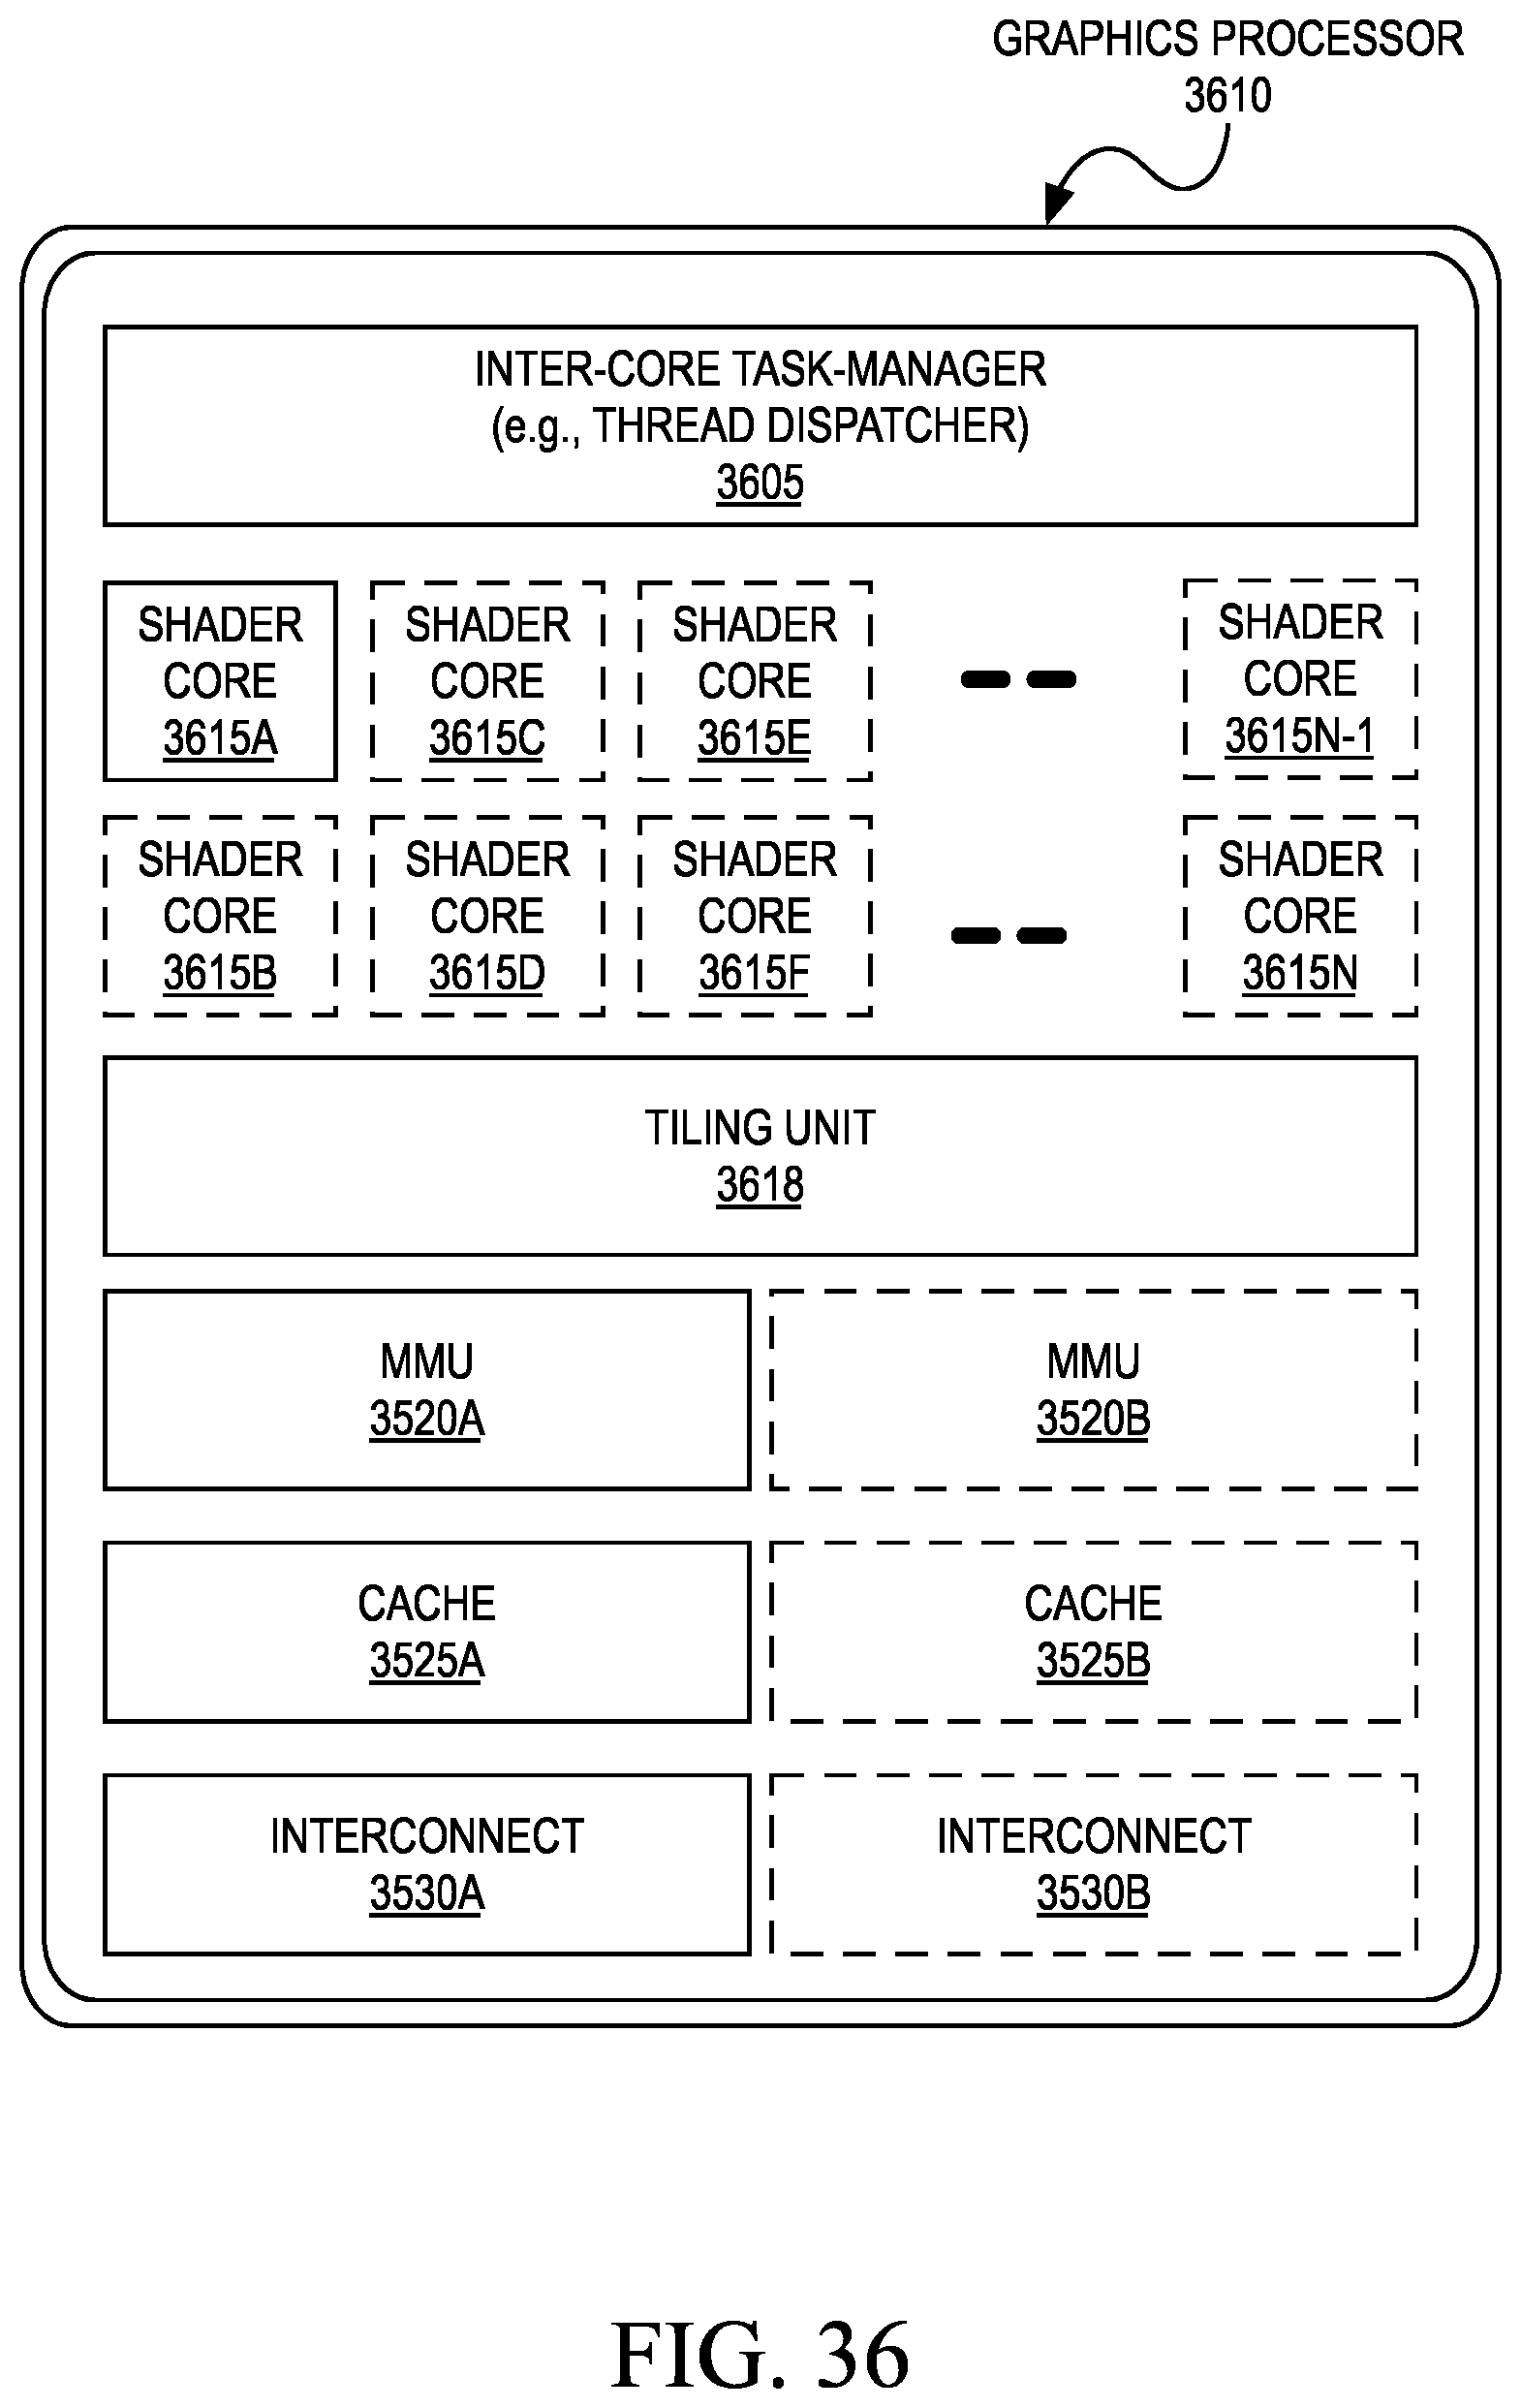 GRAPHICS PROCESSOR
3610
INTER-CORE TASK-MANAGER
(e.g., THREAD DISPATCHER)
3605
SHADER
CORE
3615A
SHADER
CORE
3615C
SHADER
CORE
3615E
SHADER
CORE
3615N-1
SHADER
CORE
3615B
SHADER
CORE
3615D
SHADER
CORE
3615F
SHADER
CORE
3615N
TILING UNIT
3618
MMU
3520A
MMU
3520B
CACHE
3525A
CACHE
3525B
INTERCONNECT
3530A
INTERCONNECT
3530B
FIG. 36